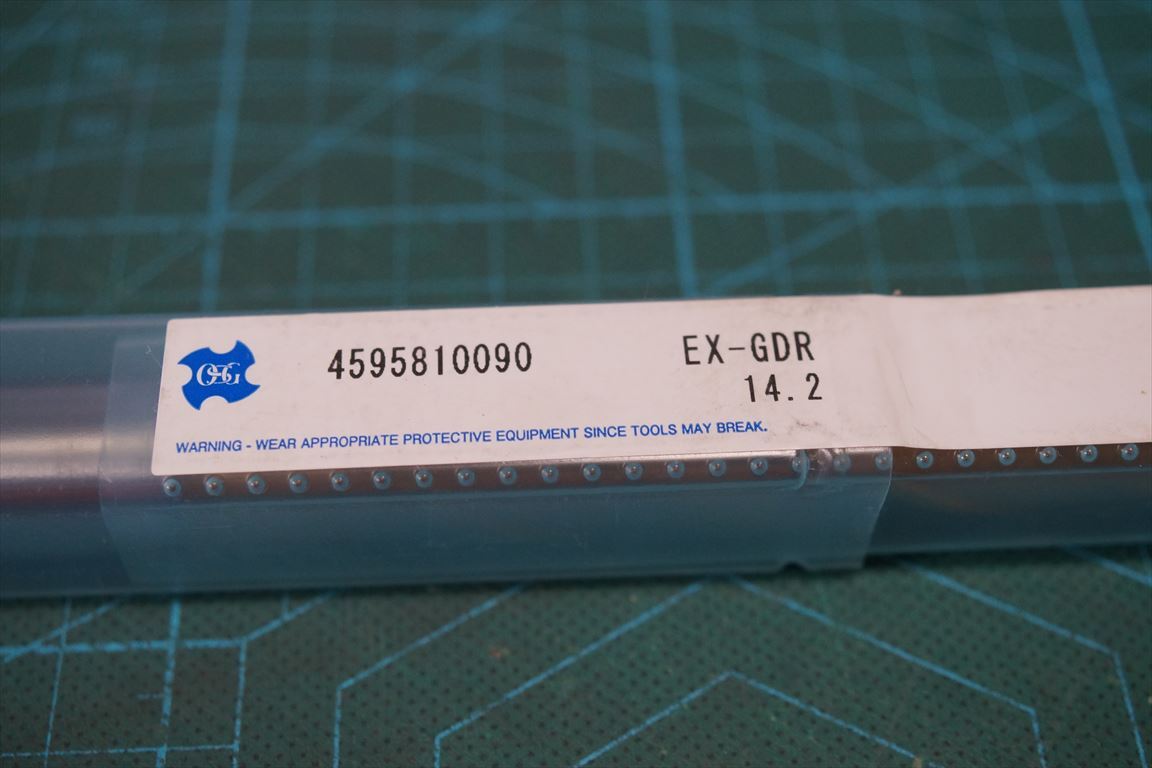 OSG
4595810090
EX-GDR
14.2
WARNING - WEAR APPROPRIATE PROTECTIVE EQUIPMENT SINCE TOOLS MAY BREAK.